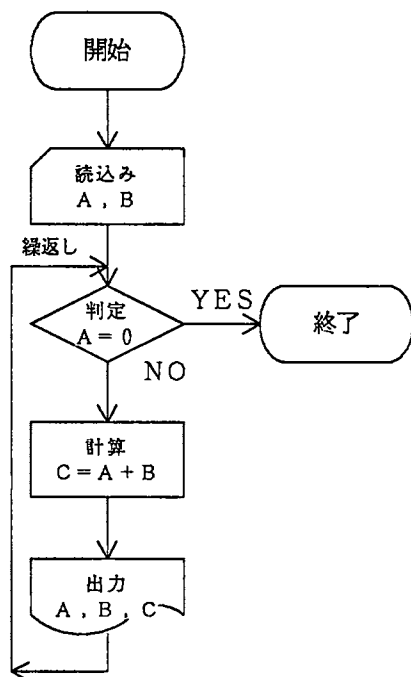 開始
読込み
A , B
繰返し
判定
A = 0
YES
終了
NO
計算
C = A + B
出力
A , B , C